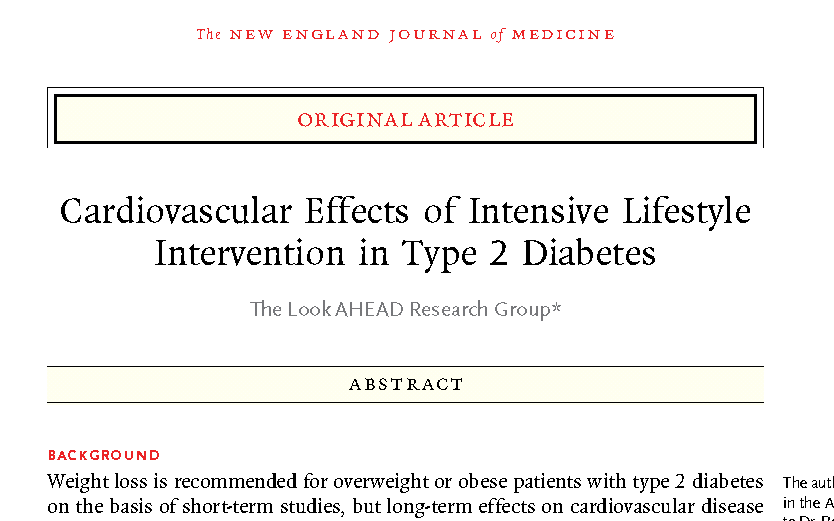 The NEW ENGLAND JOURNAL of MEDICINE
ORIGINAL ARTICLE
Cardiovascular Effects of Intensive Lifestyle
Intervention in Type 2 Diabetes
The Look AHEAD Research Group*
ABSTRACT
BACKGROUND
Weight loss is recommended for overweight or obese patients with type 2 diabetes
on the basis of short-term studies, but long-term effects on cardiovascular disease
The
in the
to Dr.